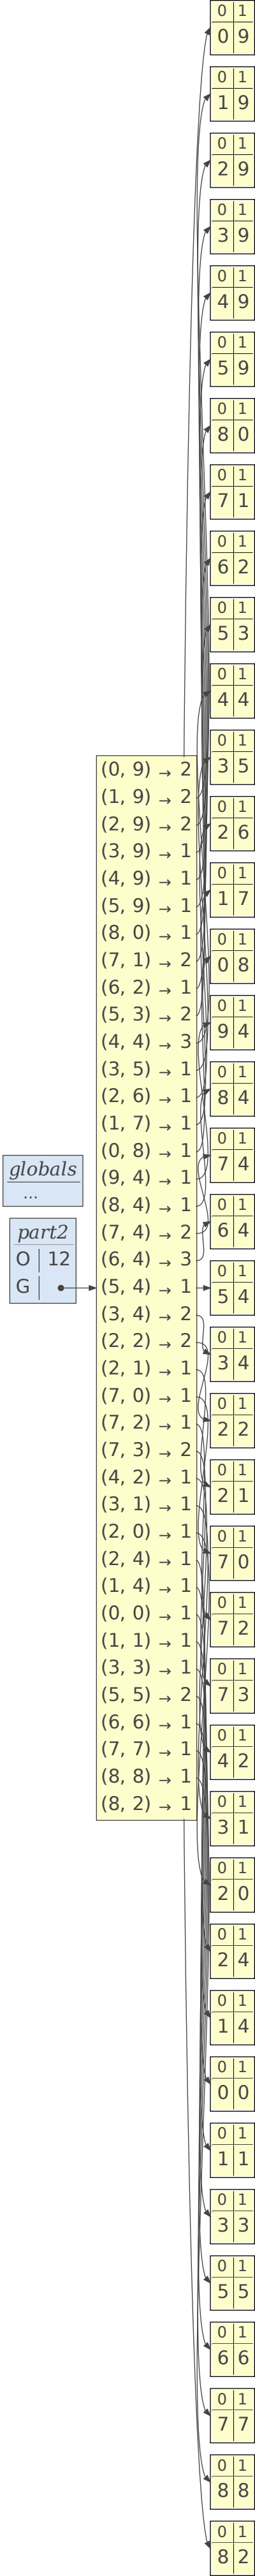 globals
...
part2
O 12
G
(0, 9) → 2
(1, 9) → 2
(2, 9) → 2
(3, 9) → 1
(4, 9) → 1
(5, 9) → 1
(8, 0) → 1
(7, 1) → 2
(6, 2) → 1
(5, 3) → 2
(4, 4) → 3
(3, 5) → 1
(2, 6) → 1
(1, 7) → 1
(0, 8) → 1
(9, 4) → 1
(8, 4) → 1
(7, 4) → 2
(6, 4) → 3
(5, 4) → 1
(3, 4) → 2
(2, 2) → 2
(2, 1) → 1
(7, 0) → 1
(7, 2) → 1
(7, 3) → 2
(4, 2) → 1
(3, 1) → 1
(2, 0) → 1
(2, 4) → 1
(1, 4) → 1
(0, 0) → 1
(1, 1) → 1
(3, 3) → 1
(5, 5) → 2
(6, 6) → 1
(7, 7) → 1
(8, 8) → 1
(8, 2) → 1
0 1
0 9
0 1
1 9
0 1
2 9
0 1
3 9
0 1
4 9
0 1
5 9
0 1
8 0
0 1
7 1
0 1
6 2
0 1
5 3
0 1
4 4
0 1
3 5
0 1
2 6
0 1
1 7
0 1
0 8
0 1
9 4
0 1
8 4
0 1
7 4
0 1
6 4
0 1
5 4
0 1
3 4
0 1
2 2
0 1
2 1
0 1
7 0
0 1
7 2
0 1
7 3
0 1
4 2
0 1
3 1
0 1
2 0
0 1
2 4
0 1
1 4
0 1
0 0
0 1
1 1
0 1
3 3
0 1
5 5
0 1
6 6
0 1
7 7
0 1
8 8
0 1
8 2